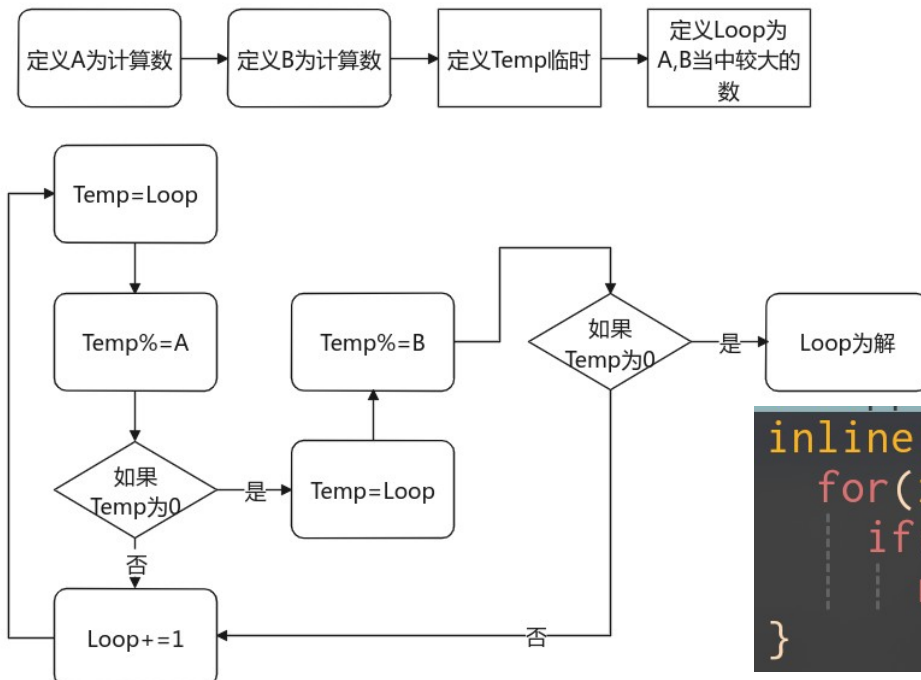 定义A为计算数
定义B为计算数
定义Temp临时
定义Loop为
A,B当中较大的
数
Temp=Loop
Temp%=A
如果
Temp为0
是
Temp=Loop
Temp%=B
如果
Temp为0
是
Loop为解
否
Loop+=1
否
inline
for(
if
}